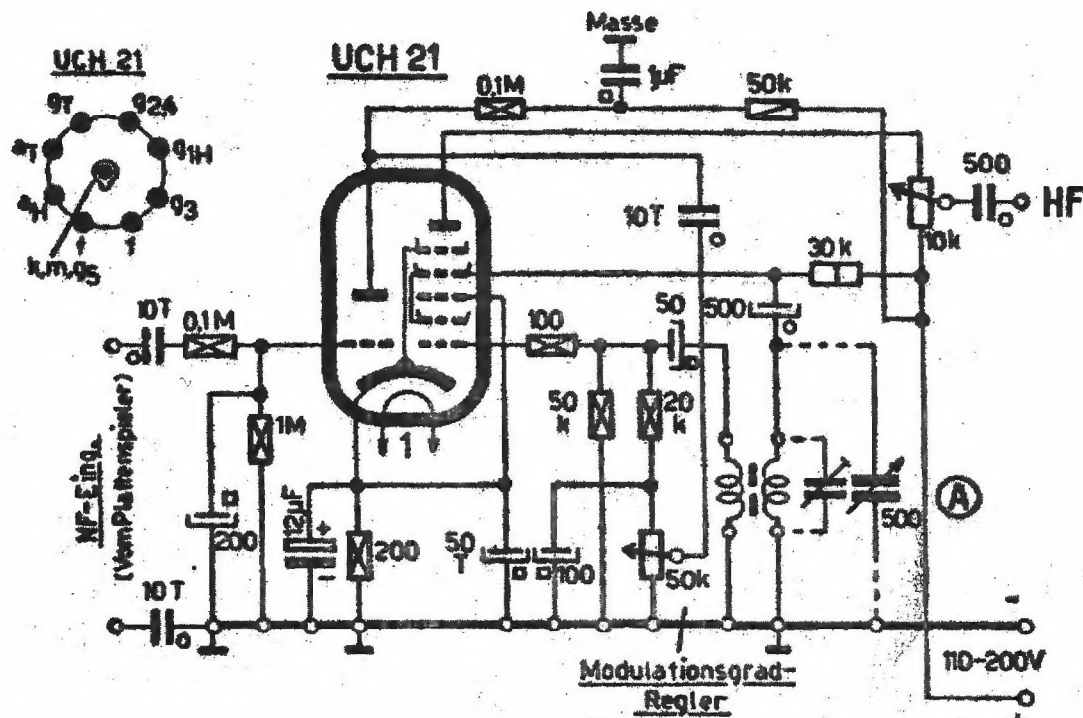 UCH 21
gT
g2,4
aT
g1H
aH
g3
f
f
k,m,g5
UCH 21
Masse
1µF
0,1M
50k
500
HF
10k
10T
30k
500
50
10T
0,1M
100
1M
50
k
20
k
NF-Eing.
(Vom Plattenspieler)
200
12µF
+
-
200
50
T
100
50k
500
A
10T
f
Modulationsgrad-
Regler
-
110-200V